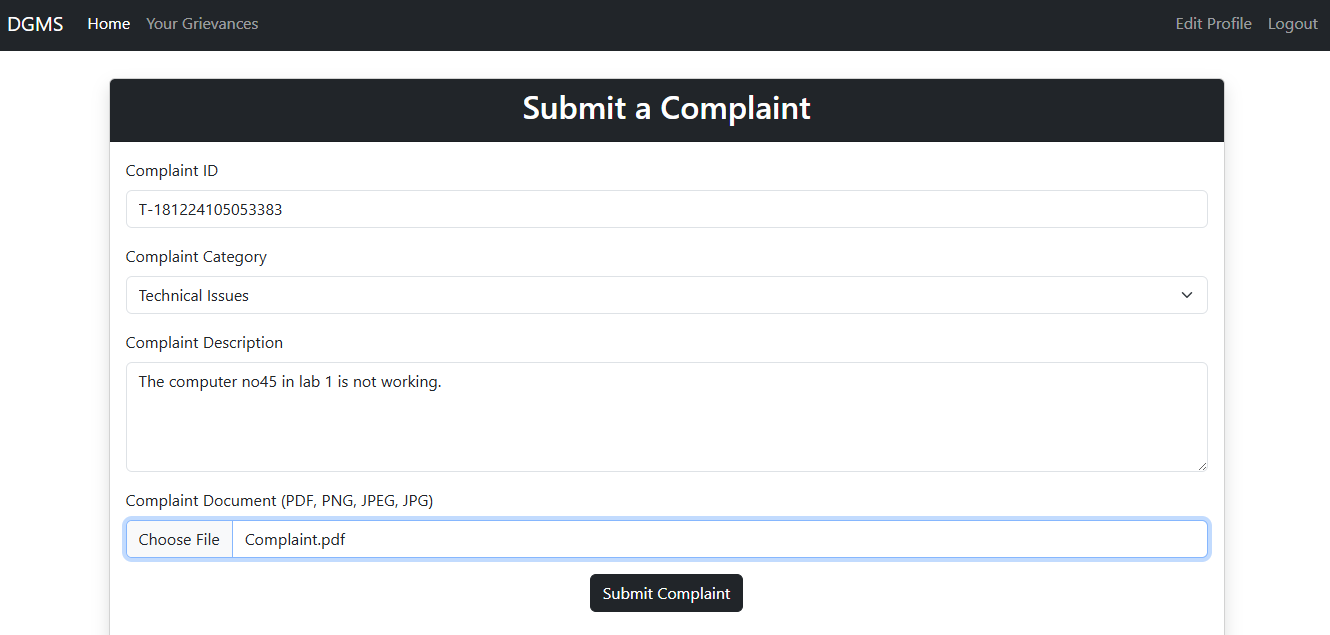 DGMS Home Your Grievances Edit Profile Logout
Submit a Complaint
Complaint ID
T-181224105053383
Complaint Category
Technical Issues
Complaint Description
The computer no45 in lab 1 is not working.
Complaint Document (PDF, PNG, JPEG, JPG)
Choose File Complaint.pdf
Submit Complaint